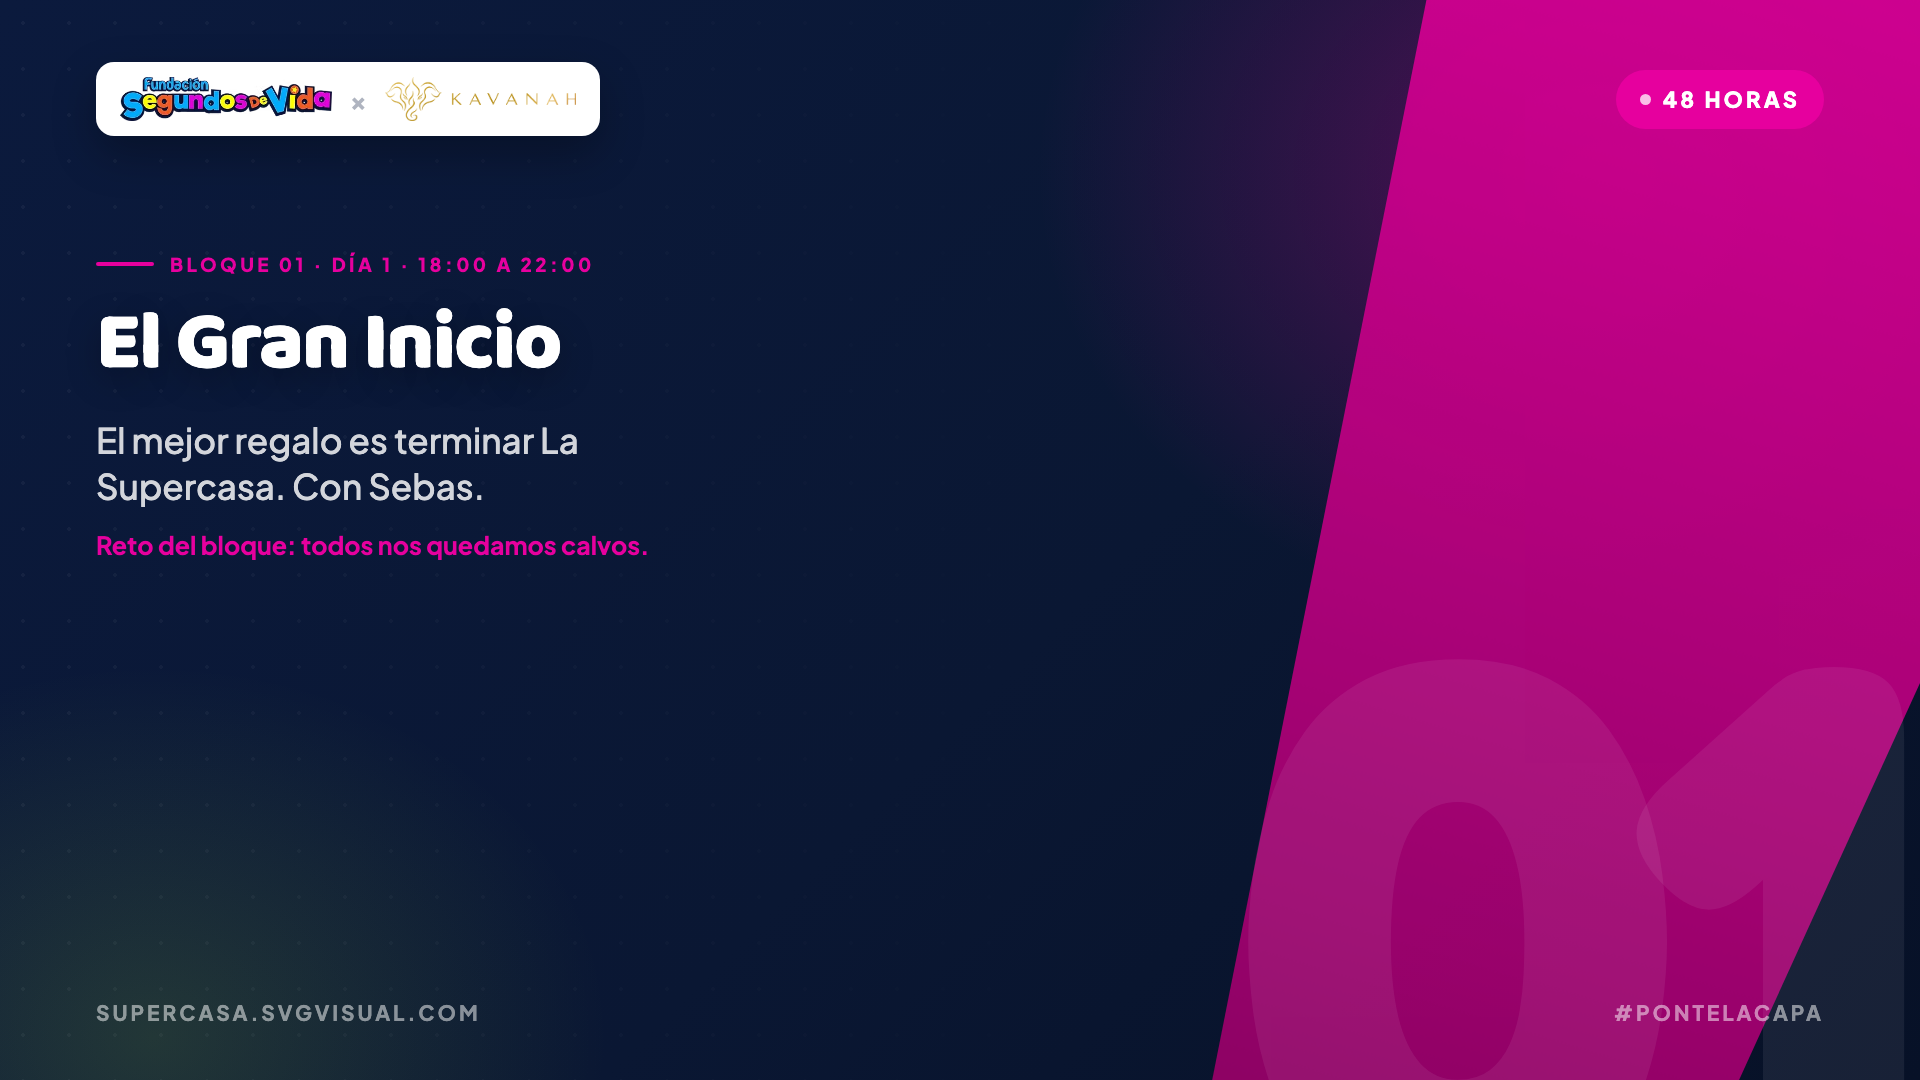 Fundación
Segundos de Vida
×
KAVANAH
48 HORAS
BLOQUE 01 · DÍA 1 · 18:00 A 22:00
El Gran Inicio
El mejor regalo es terminar La
Supercasa. Con Sebas.
Reto del bloque: todos nos quedamos calvos.
01
SUPERCASA.SVGVISUAL.COM
#PONTELACAPA